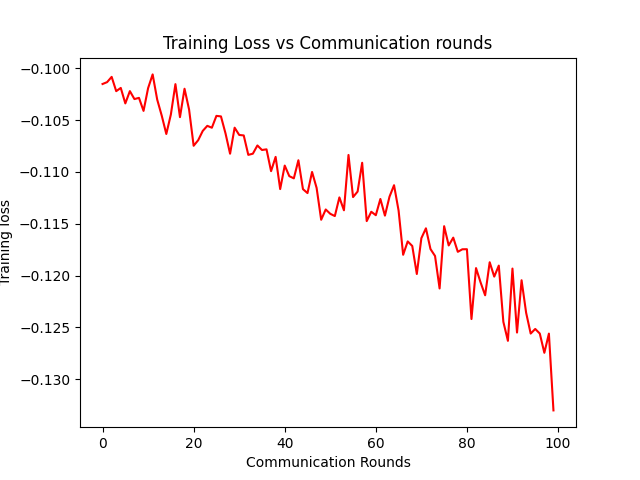 Training Loss vs Communication rounds
−0.100
−0.105
−0.110
−0.115
−0.120
−0.125
−0.130
Training loss
0 20 40 60 80 100
Communication Rounds